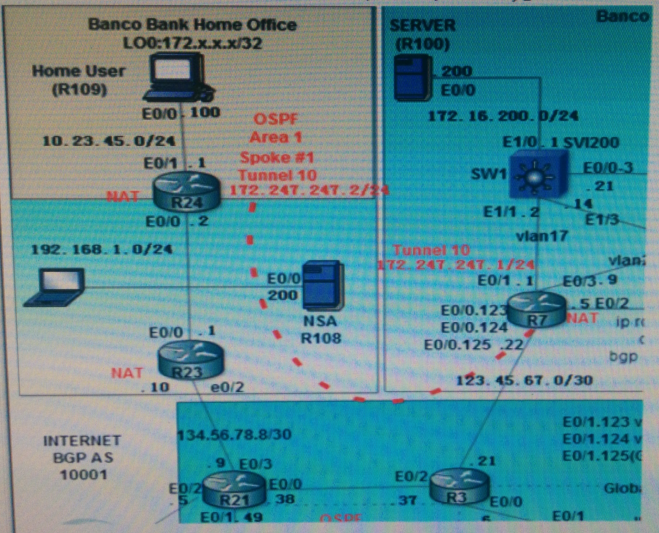 Banco Bank Home Office
LO0:172.x.x.x/32
Home User
(R109)
E0/0 . 100
10.23.45.0/24
OSPF
Area 1
Spoke #1
Tunnel 10
172.247.247.2/24
E0/1 . 1
NAT
R24
E0/0 . 2
192.168.1.0/24
E0/0
200
NSA
R108
E0/0 . 1
NAT
R23
. 10 e0/2
Banco
SERVER
(R100)
. 200
E0/0
172.16.200.0/24
E1/0 . 1 SVI200
SW1
E0/0-3
. 21
E1/1 . 2
. 14
E1/3
vlan17
Tunnel 10
172.247.247.1/24
E0/1 . 1
E0/3 . 9
E0/0.123
. 5 E0/2
E0/0.124
R7
NAT
E0/0.125 . 22
bgp
123.45.67.0/30
INTERNET
BGP AS
10001
134.56.78.8/30
. 9 E0/3
E0/2
. 5
R21
E0/0
. 38
E0/1 . 49
OSPF
. 37
E0/2
. 21
R3
E0/0
. 6
E0/1
E0/1.123
E0/1.124